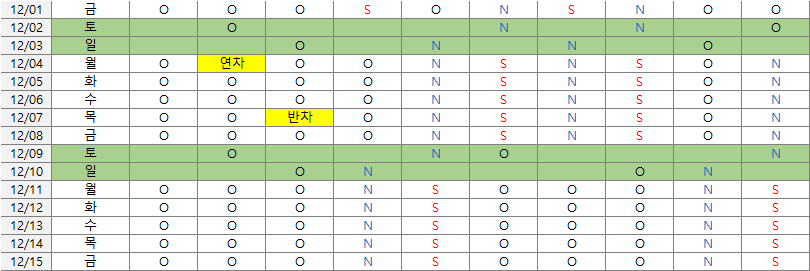 12/01 금 O O O S O N S N O O
12/02 토 O N N O
12/03 일 O N N O
12/04 월 O 연차 O O N S N S O N
12/05 화 O O O O N S N S O N
12/06 수 O O O O N S N S O N
12/07 목 O O 반차 O N S N S O N
12/08 금 O O O O N S N S O N
12/09 토 O N O N
12/10 일 O N O N
12/11 월 O O O N S O O O N S
12/12 화 O O O N S O O O N S
12/13 수 O O O N S O O O N S
12/14 목 O O O N S O O O N S
12/15 금 O O O N S O O O N S